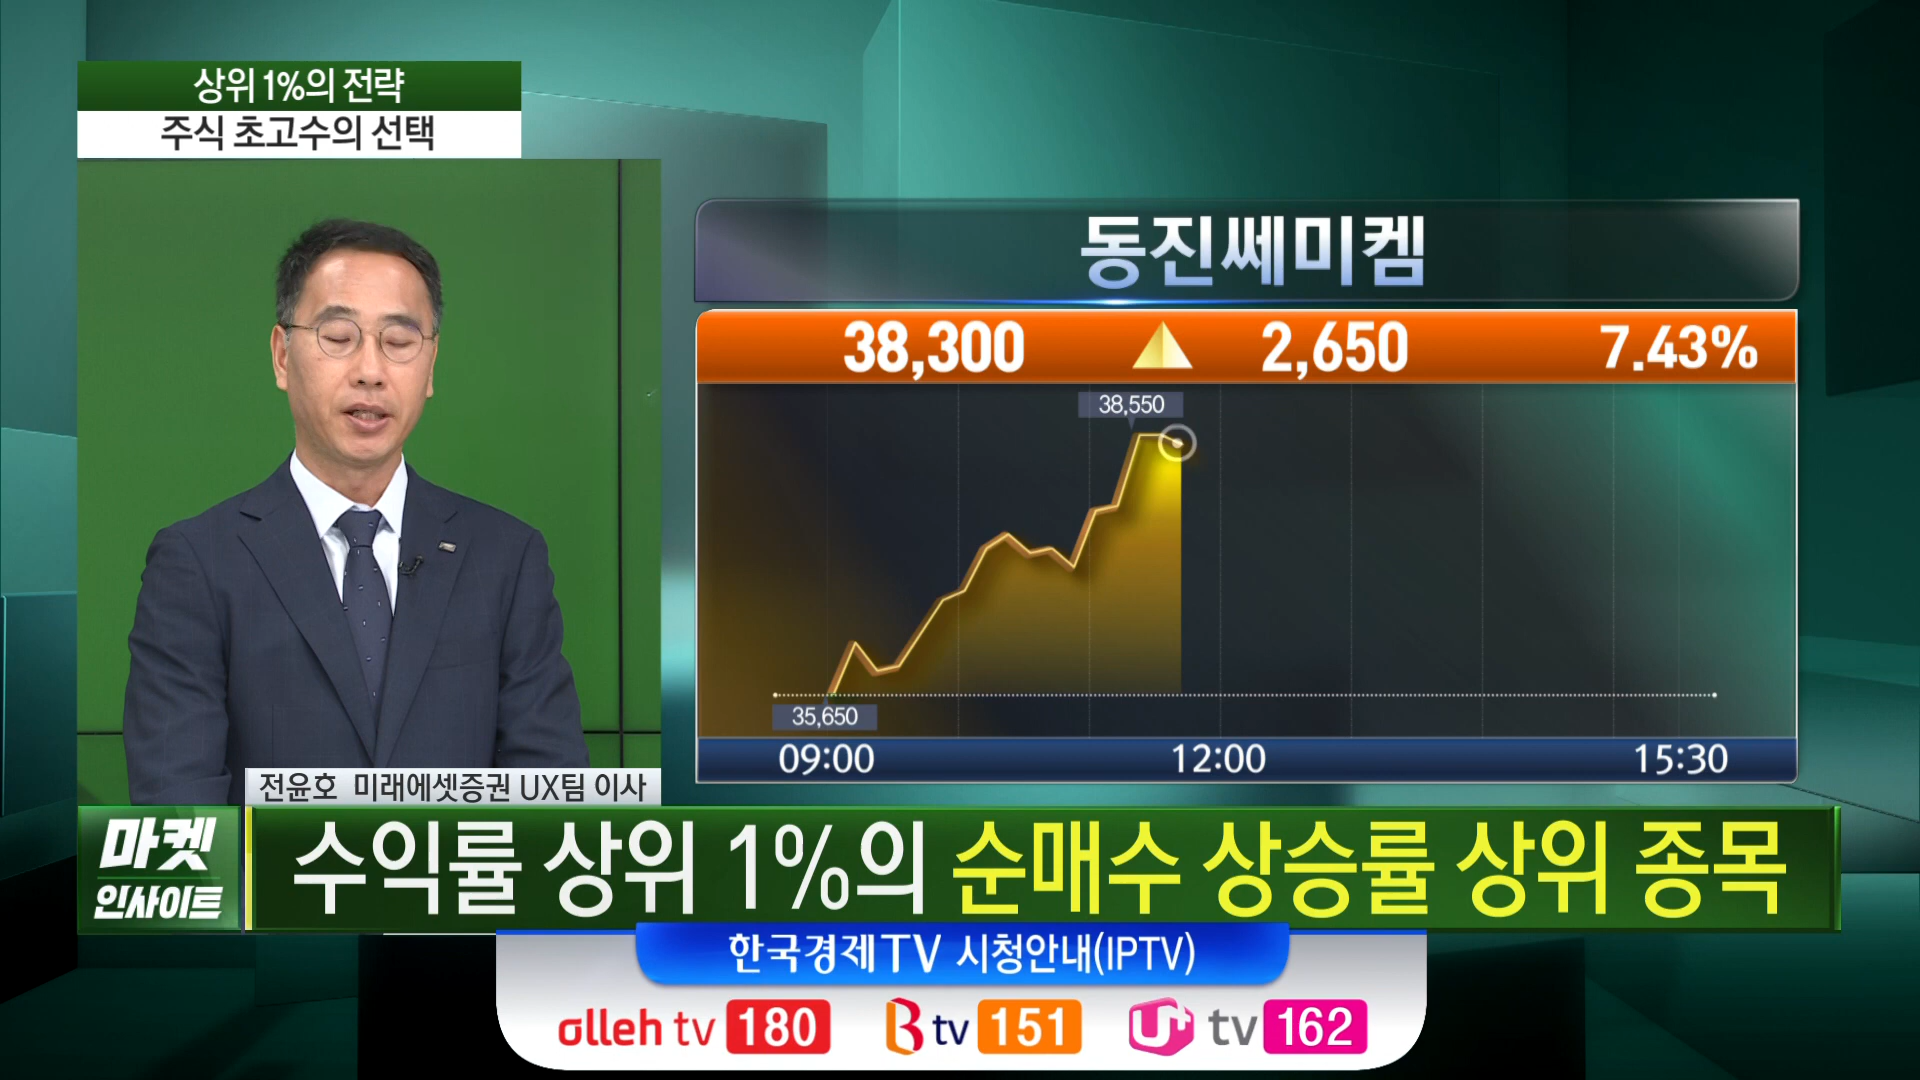 상위 1%의 전략
주식 초고수의 선택
동진쎄미켐
38,300 ▲ 2,650 7.43%
38,550
35,650
09:00 12:00 15:30
전윤호 미래에셋증권 UX팀 이사
마켓
인사이트
수익률 상위 1%의 순매수 상승률 상위 종목
한국경제TV 시청안내(IPTV)
olleh tv 180 B tv 151 U+ tv 162